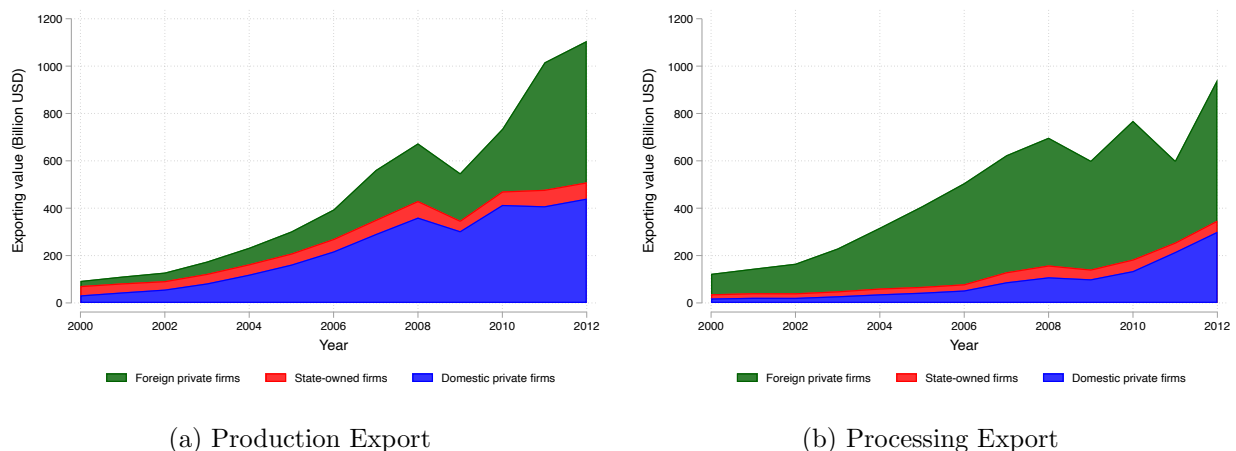 Exporting value (Billion USD)
1200
1000
800
600
400
200
0
2000 2002 2004 2006 2008 2010 2012
Year
Foreign private firms State-owned firms Domestic private firms
(a) Production Export
Exporting value (Billion USD)
1200
1000
800
600
400
200
0
2000 2002 2004 2006 2008 2010 2012
Year
Foreign private firms State-owned firms Domestic private firms
(b) Processing Export